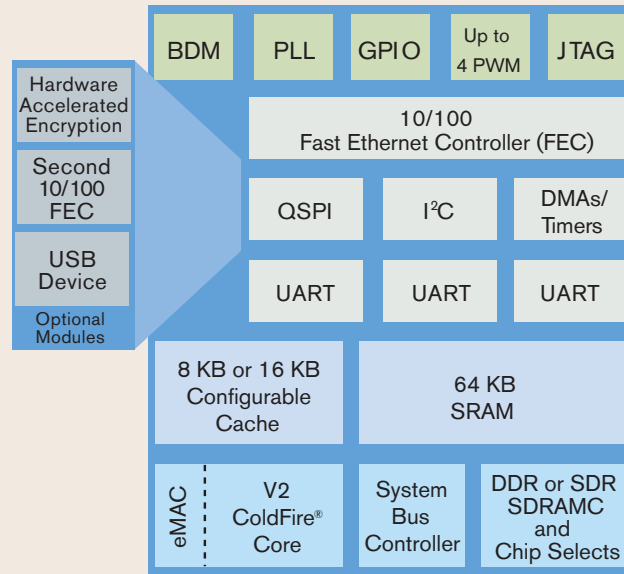 BDM
PLL
GPIO
Up to
4 PWM
JTAG
Hardware
Accelerated
Encryption
Second
10/100
FEC
USB
Device
Optional
Modules
10/100
Fast Ethernet Controller (FEC)
QSPI
I²C
DMAs/
Timers
UART
UART
UART
8 KB or 16 KB
Configurable
Cache
64 KB
SRAM
eMAC
V2
ColdFire®
Core
System
Bus
Controller
DDR or SDR
SDRAMC
and
Chip Selects